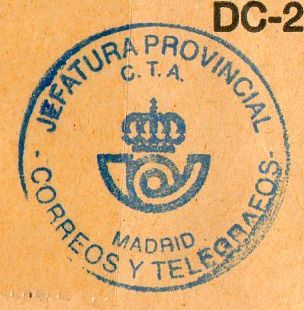 DC-2
JEFATURA PROVINCIAL
C.T.A.
MADRID
- CORREOS Y TELEGRAFOS -